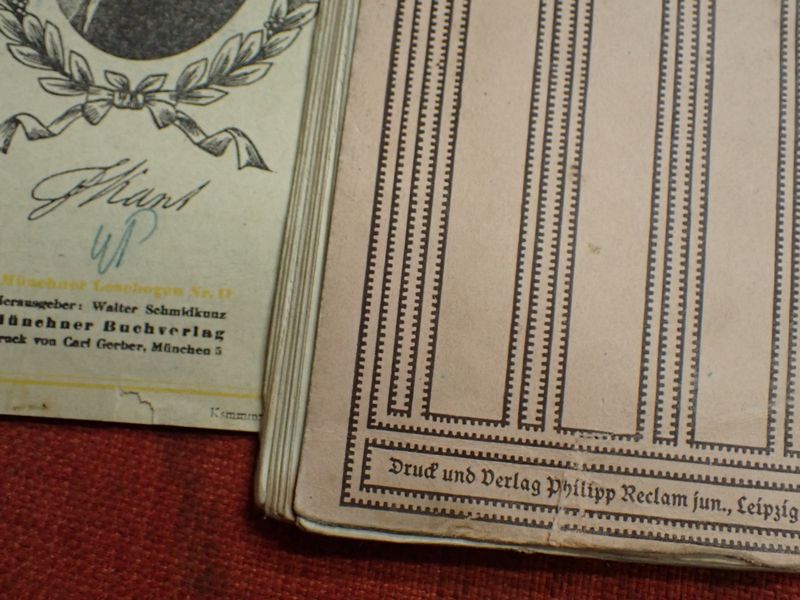 I Kant
Münchner Lesebogen Nr. 11
Herausgeber: Walter Schmidkunz
Münchner Buchverlag
Druck von Carl Gerber, München 5
Druck und Verlag Philipp Reclam jun., Leipzig